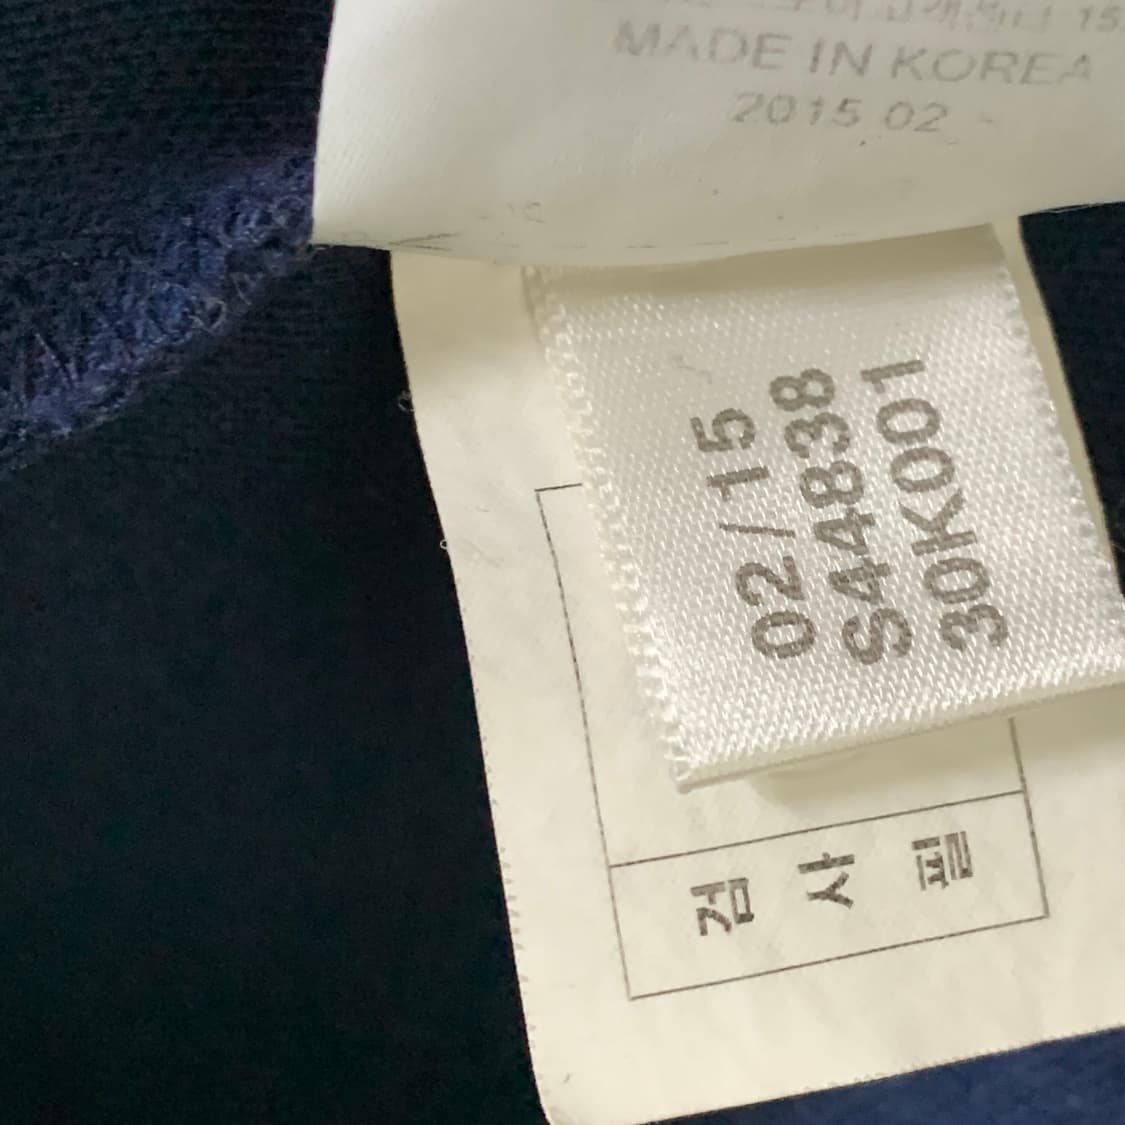 MADE IN KOREA
2015 02
02/15
S44838
30K001
검 사 필